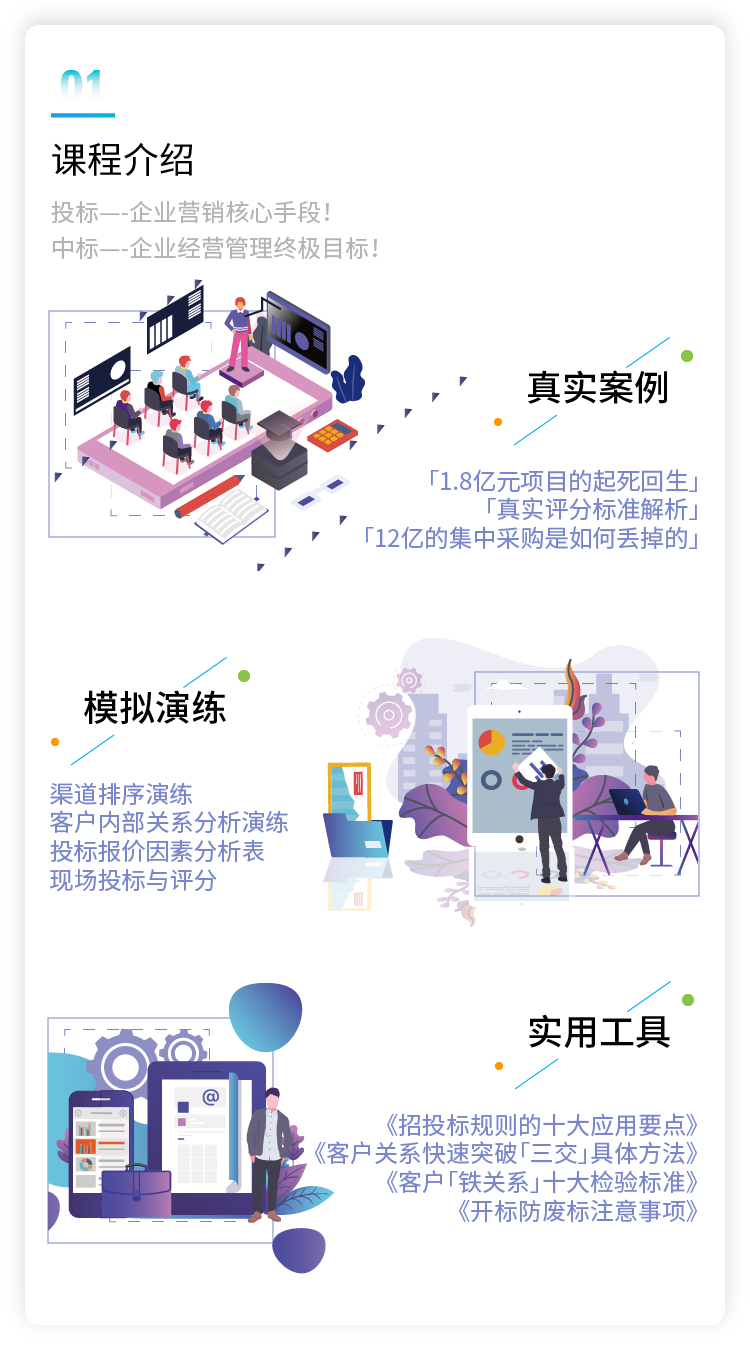 01
课程介绍
投标—-企业营销核心手段！
中标—-企业经营管理终极目标！
真实案例
「1.8亿元项目的起死回生」
「真实评分标准解析」
「12亿的集中采购是如何丢掉的」
模拟演练
渠道排序演练
客户内部关系分析演练
投标报价因素分析表
现场投标与评分
@
实用工具
《招投标规则的十大应用要点》
《客户关系快速突破「三交」具体方法》
《客户「铁关系」十大检验标准》
《开标防废标注意事项》